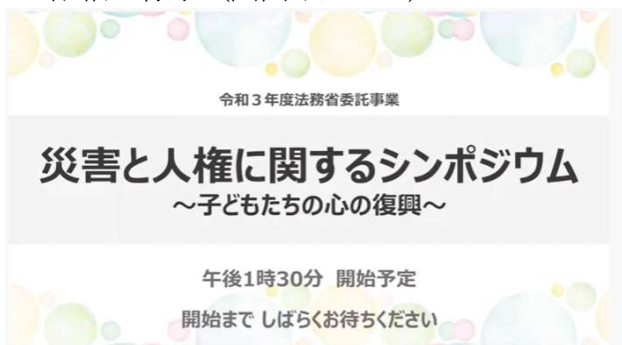 令和３年度法務省委託事業
災害と人権に関するシンポジウム
～子どもたちの心の復興～
午後1時30分 開始予定
開始まで しばらくお待ちください